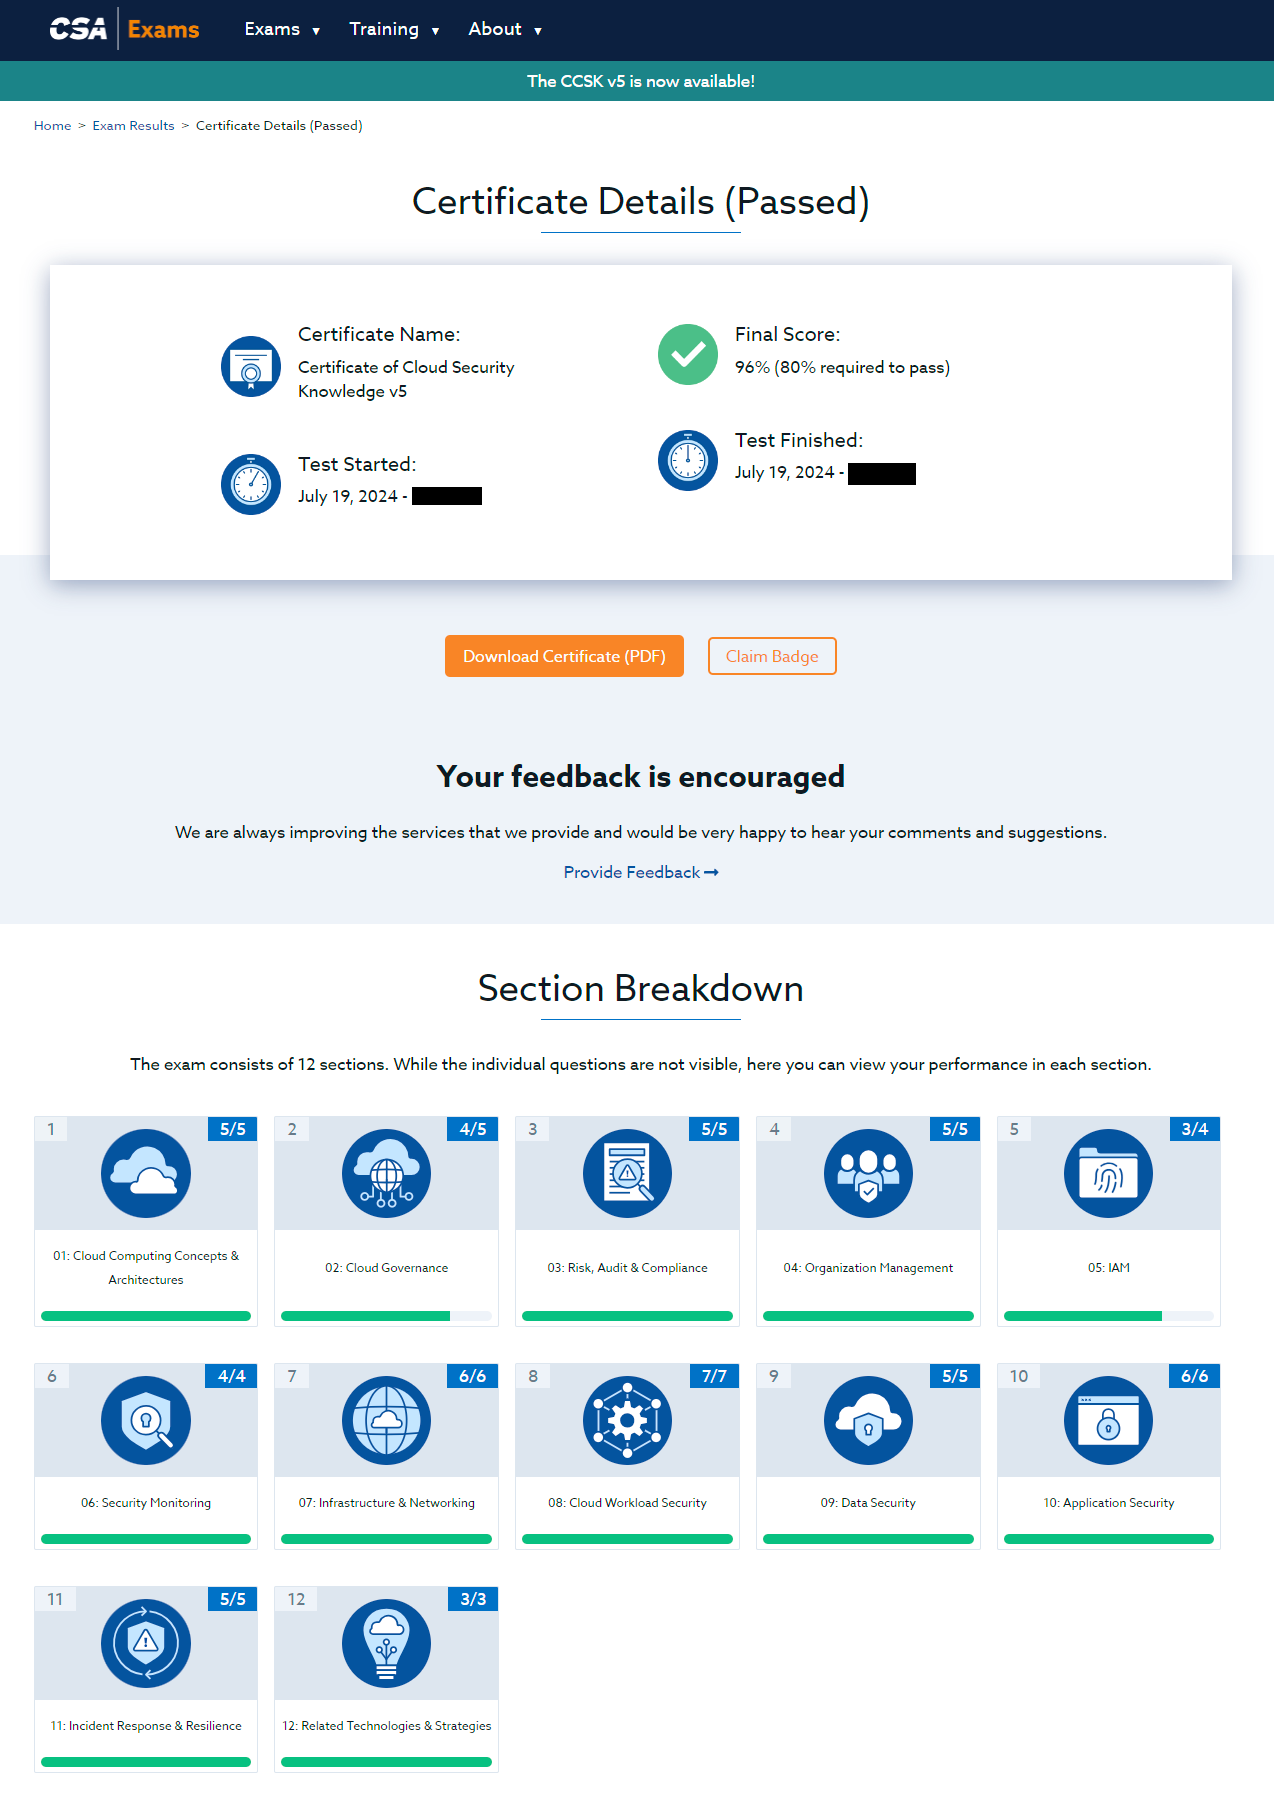 CSA Exams Exams ▼ Training ▼ About ▼
The CCSK v5 is now available!
Home > Exam Results > Certificate Details (Passed)
Certificate Details (Passed)
Certificate Name:
Certificate of Cloud Security
Knowledge v5
Final Score:
96% (80% required to pass)
Test Started:
July 19, 2024 -
Test Finished:
July 19, 2024 -
Download Certificate (PDF) Claim Badge
Your feedback is encouraged
We are always improving the services that we provide and would be very happy to hear your comments and suggestions.
Provide Feedback ➞
Section Breakdown
The exam consists of 12 sections. While the individual questions are not visible, here you can view your performance in each section.
1 5/5
01: Cloud Computing Concepts &
Architectures
2 4/5
02: Cloud Governance
3 5/5
03: Risk, Audit & Compliance
4 5/5
04: Organization Management
5 3/4
05: IAM
6 4/4
06: Security Monitoring
7 6/6
07: Infrastructure & Networking
8 7/7
08: Cloud Workload Security
9 5/5
09: Data Security
10 6/6
10: Application Security
11 5/5
11: Incident Response & Resilience
12 3/3
12: Related Technologies & Strategies